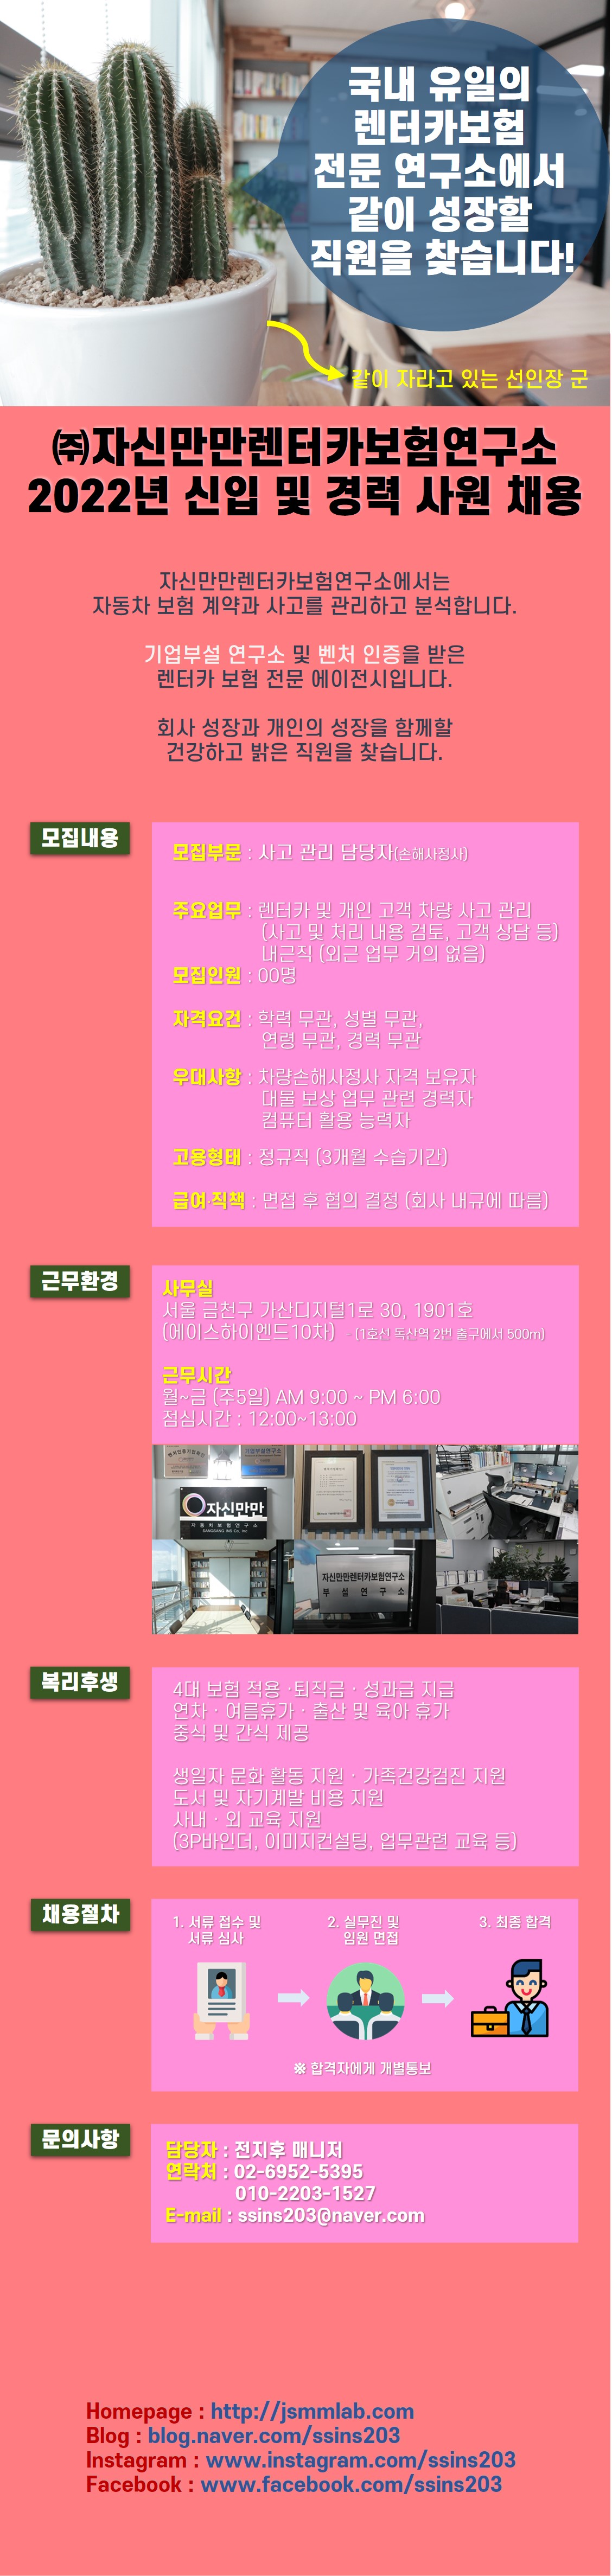 국내 유일의
렌터카보험
전문 연구소에서
같이 성장할
직원을 찾습니다!
같이 자라고 있는 선인장 군
㈜자신만만렌터카보험연구소
2022년 신입 및 경력 사원 채용
자신만만렌터카보험연구소에서는
자동차 보험 계약과 사고를 관리하고 분석합니다.
기업부설 연구소 및 벤처 인증을 받은
렌터카 보험 전문 에이전시입니다.
회사 성장과 개인의 성장을 함께할
건강하고 밝은 직원을 찾습니다.
모집내용
모집부문 : 사고 관리 담당자(손해사정사)
주요업무 : 렌터카 및 개인 고객 차량 사고 관리
(사고 및 처리 내용 검토, 고객 상담 등)
내근직 (외근 업무 거의 없음)
모집인원 : 00명
자격요건 : 학력 무관, 성별 무관,
연령 무관, 경력 무관
우대사항 : 차량손해사정사 자격 보유자
대물 보상 업무 관련 경력자
컴퓨터 활용 능력자
고용형태 : 정규직 (3개월 수습기간)
급여·직책 : 면접 후 협의 결정 (회사 내규에 따름)
근무환경
사무실
서울 금천구 가산디지털1로 30, 1901호
(에이스하이엔드10차) - (1호선 독산역 2번 출구에서 500m)
근무시간
월~금 (주5일) AM 9:00 ~ PM 6:00
점심시간 : 12:00~13:00
자신만만
자동차보험연구소
자신만만렌터카보험연구소
부 설 연 구 소
복리후생
4대 보험 적용 · 퇴직금 · 성과급 지급
연차 · 여름휴가 · 출산 및 육아 휴가
중식 및 간식 제공
생일자 문화 활동 지원 · 가족건강검진 지원
도서 및 자기계발 비용 지원
사내 · 외 교육 지원
(3P바인더, 이미지컨설팅, 업무관련 교육 등)
채용절차
1. 서류 접수 및
서류 심사
2. 실무진 및
임원 면접
3. 최종 합격
※ 합격자에게 개별통보
문의사항
담당자 : 전지후 매니저
연락처 : 02-6952-5395
010-2203-1527
E-mail : ssins203@naver.com
Homepage : http://jsmmlab.com
Blog : blog.naver.com/ssins203
Instagram : www.instagram.com/ssins203
Facebook : www.facebook.com/ssins203